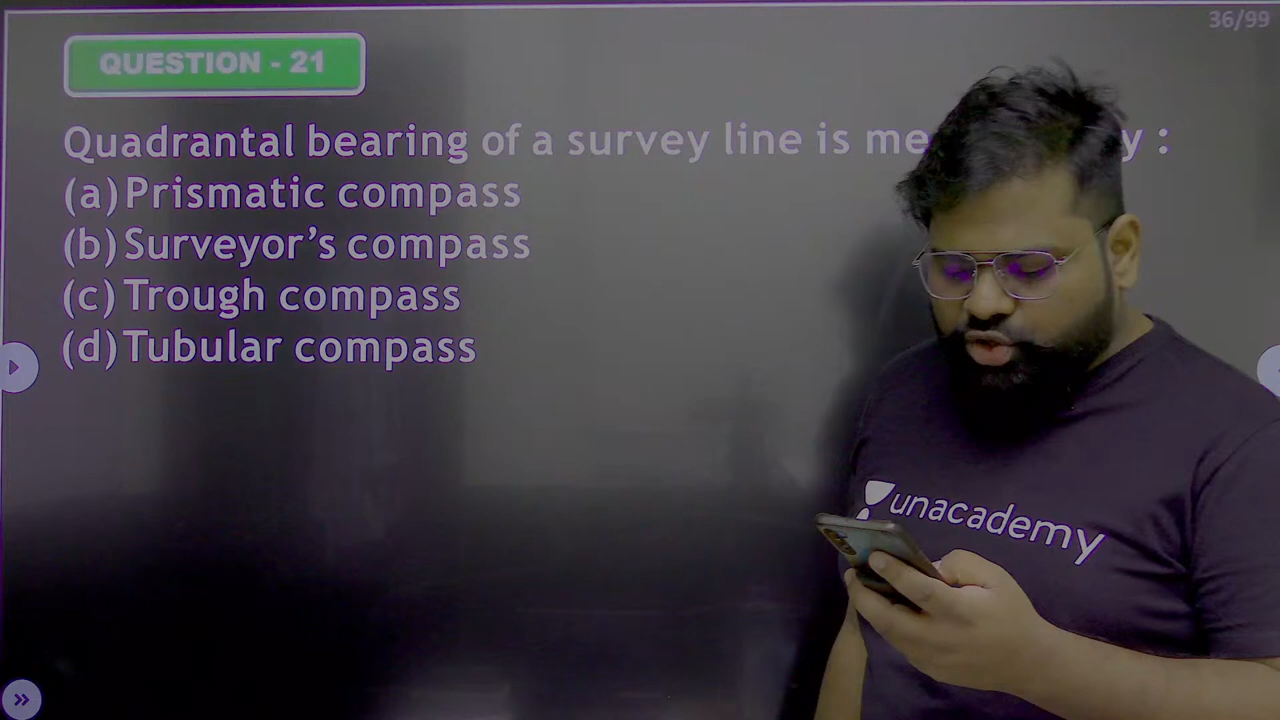 36/99
QUESTION - 21
Quadrantal bearing of a survey line is me y :
(a) Prismatic compass
(b) Surveyor’s compass
(c) Trough compass
(d) Tubular compass
unacademy